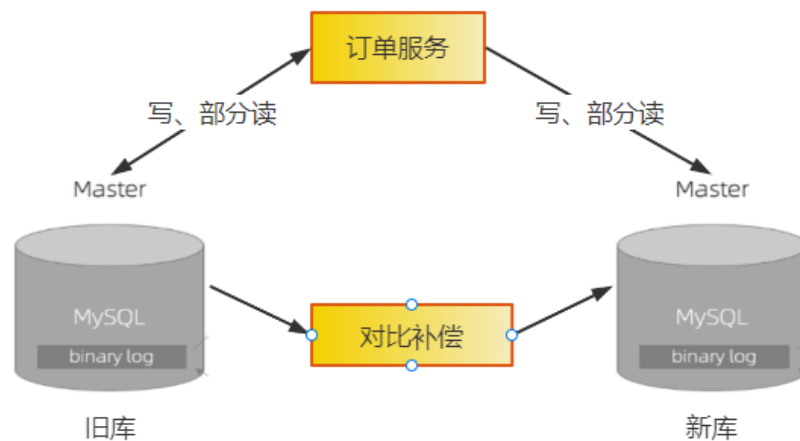 订单服务
写、部分读
写、部分读
Master
Master
MySQL
MySQL
对比补偿
binary log
binary log
旧库
新库